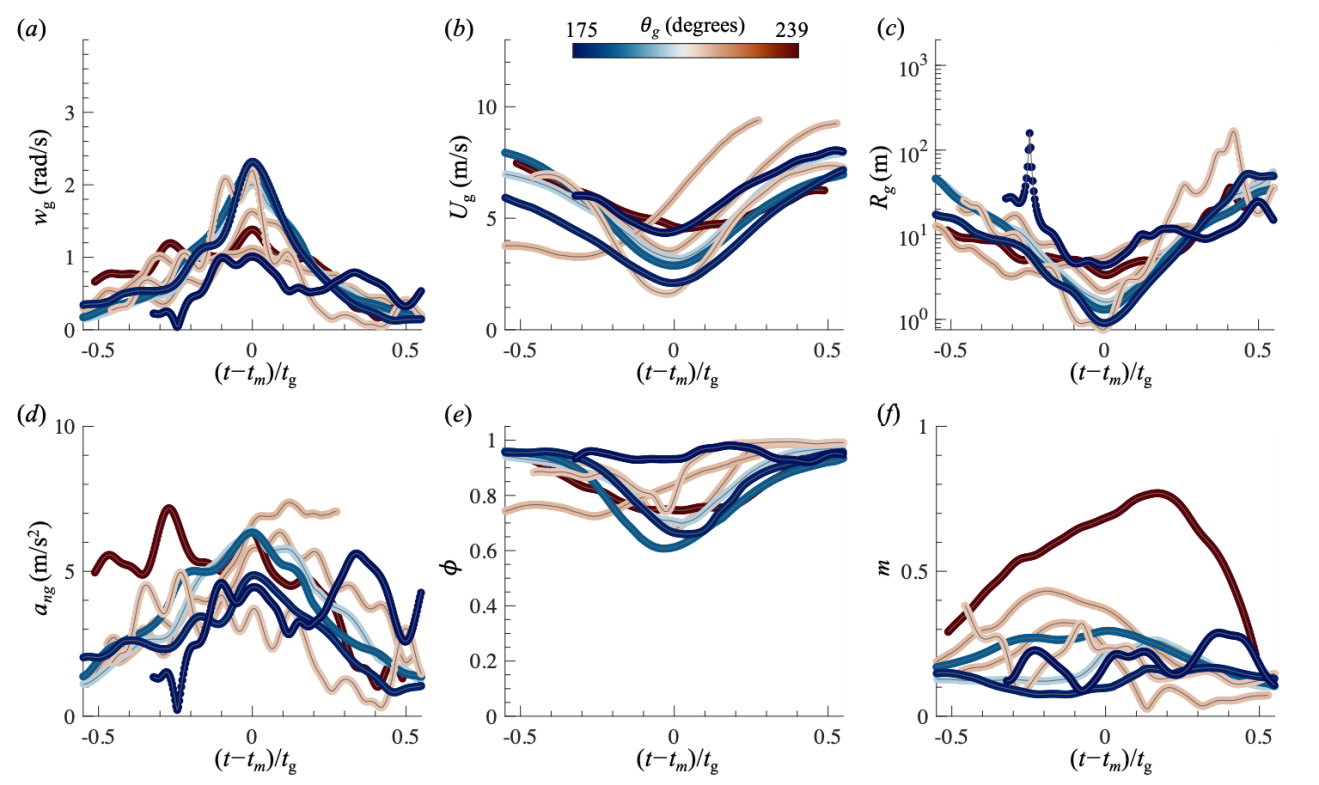 (a) (b) θg (degrees) (c)
175 239
3
2
1
0
wg (rad/s)
-0.5 0 0.5
(t−tm)/tg
10
5
0
Ug (m/s)
-0.5 0 0.5
(t−tm)/tg
10³
10²
10¹
10⁰
Rg (m)
-0.5 0 0.5
(t−tm)/tg
(d) (e) (f)
10
5
0
ang (m/s²)
-0.5 0 0.5
(t−tm)/tg
1
0.8
0.6
0.4
0.2
0
ϕ
-0.5 0 0.5
(t−tm)/tg
1
0.5
0
m
-0.5 0 0.5
(t−tm)/tg